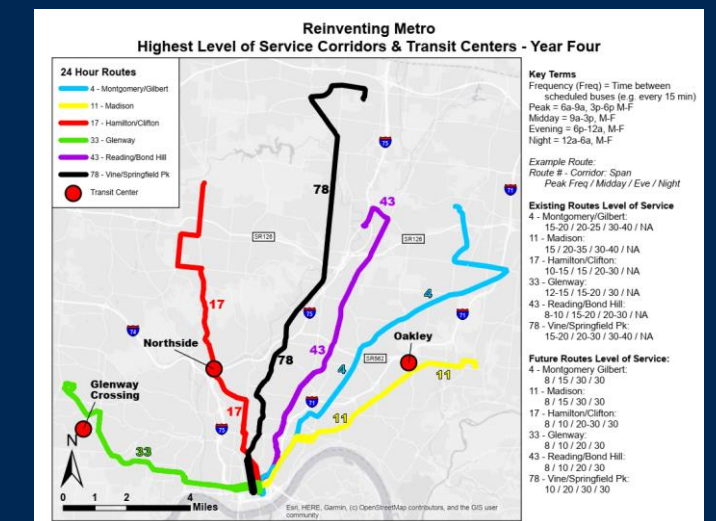 Reinventing Metro
Highest Level of Service Corridors & Transit Centers - Year Four
24 Hour Routes
4 - Montgomery/Gilbert
11 - Madison
17 - Hamilton/Clifton
33 - Glenway
43 - Reading/Bond Hill
78 - Vine/Springfield Pk
Transit Center
75
71
78
43
SR126
SR126
4
17
74
75
71
Northside
78
43
4
SR562
Oakley
11
Glenway
Crossing
71
17
75
11
N
33
0 1 2 4
Miles
Esri, HERE, Garmin, (c) OpenStreetMap contributors, and the GIS user
community
Key Terms
Frequency (Freq) = Time between
scheduled buses (e.g. every 15 min)
Peak = 6a-9a, 3p-6p M-F
Midday = 9a-3p, M-F
Evening = 6p-12a, M-F
Night = 12a-6a, M-F
Example Route:
Route # - Corridor: Span
Peak Freq / Midday / Eve / Night
Existing Routes Level of Service
4 - Montgomery/Gilbert:
15-20 / 20-25 / 30-40 / NA
11 - Madison:
15 / 20-35 / 30-40 / NA
17 - Hamilton/Clifton:
10-15 / 15 / 20-30 / NA
33 - Glenway:
12-15 / 15-20 / 30 / NA
43 - Reading/Bond Hill:
8-10 / 15-20 / 20-30 / NA
78 - Vine/Springfield Pk:
15-20 / 20-30 / 30-40 / NA
Future Routes Level of Service:
4 - Montgomery Gilbert:
8 / 15 / 30 / 30
11 - Madison:
8 / 15 / 30 / 30
17 - Hamilton/Clifton:
8 / 10 / 20-30 / 30
33 - Glenway:
8 / 10 / 20 / 30
43 - Reading/Bond Hill:
8 / 10 / 20 / 30
78 - Vine/Springfield Pk:
10 / 20 / 30 / 30